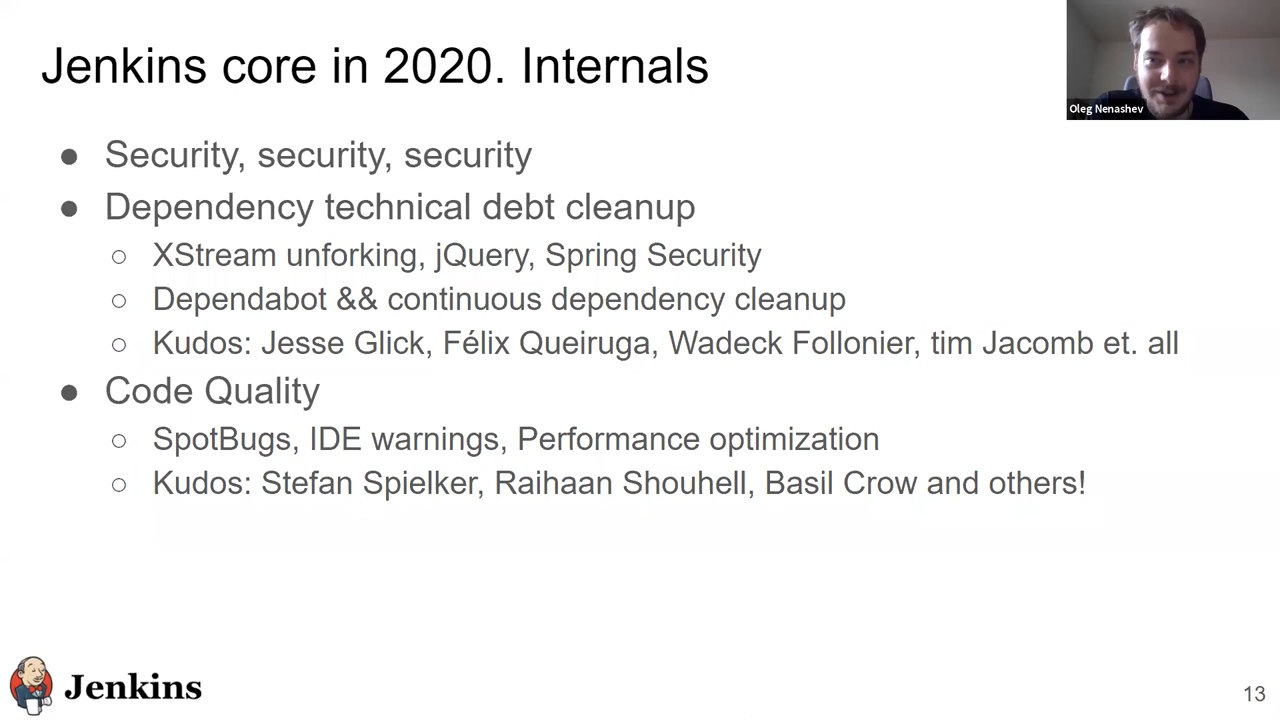 Jenkins core in 2020. Internals
Oleg Nenashev
● Security, security, security
● Dependency technical debt cleanup
○ XStream unforking, jQuery, Spring Security
○ Dependabot && continuous dependency cleanup
○ Kudos: Jesse Glick, Félix Queiruga, Wadeck Follonier, tim Jacomb et. all
● Code Quality
○ SpotBugs, IDE warnings, Performance optimization
○ Kudos: Stefan Spielker, Raihaan Shouhell, Basil Crow and others!
Jenkins
13